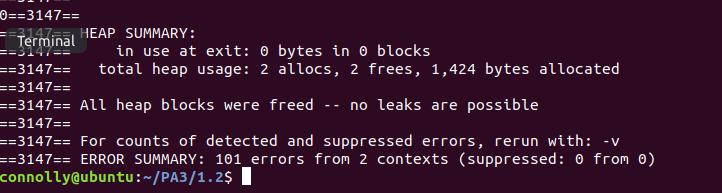 0==3147==
==3147== HEAP SUMMARY:
Terminal
==3147==     in use at exit: 0 bytes in 0 blocks
==3147==   total heap usage: 2 allocs, 2 frees, 1,424 bytes allocated
==3147==
==3147== All heap blocks were freed -- no leaks are possible
==3147==
==3147== For counts of detected and suppressed errors, rerun with: -v
==3147== ERROR SUMMARY: 101 errors from 2 contexts (suppressed: 0 from 0)
connolly@ubuntu:~/PA3/1.2$